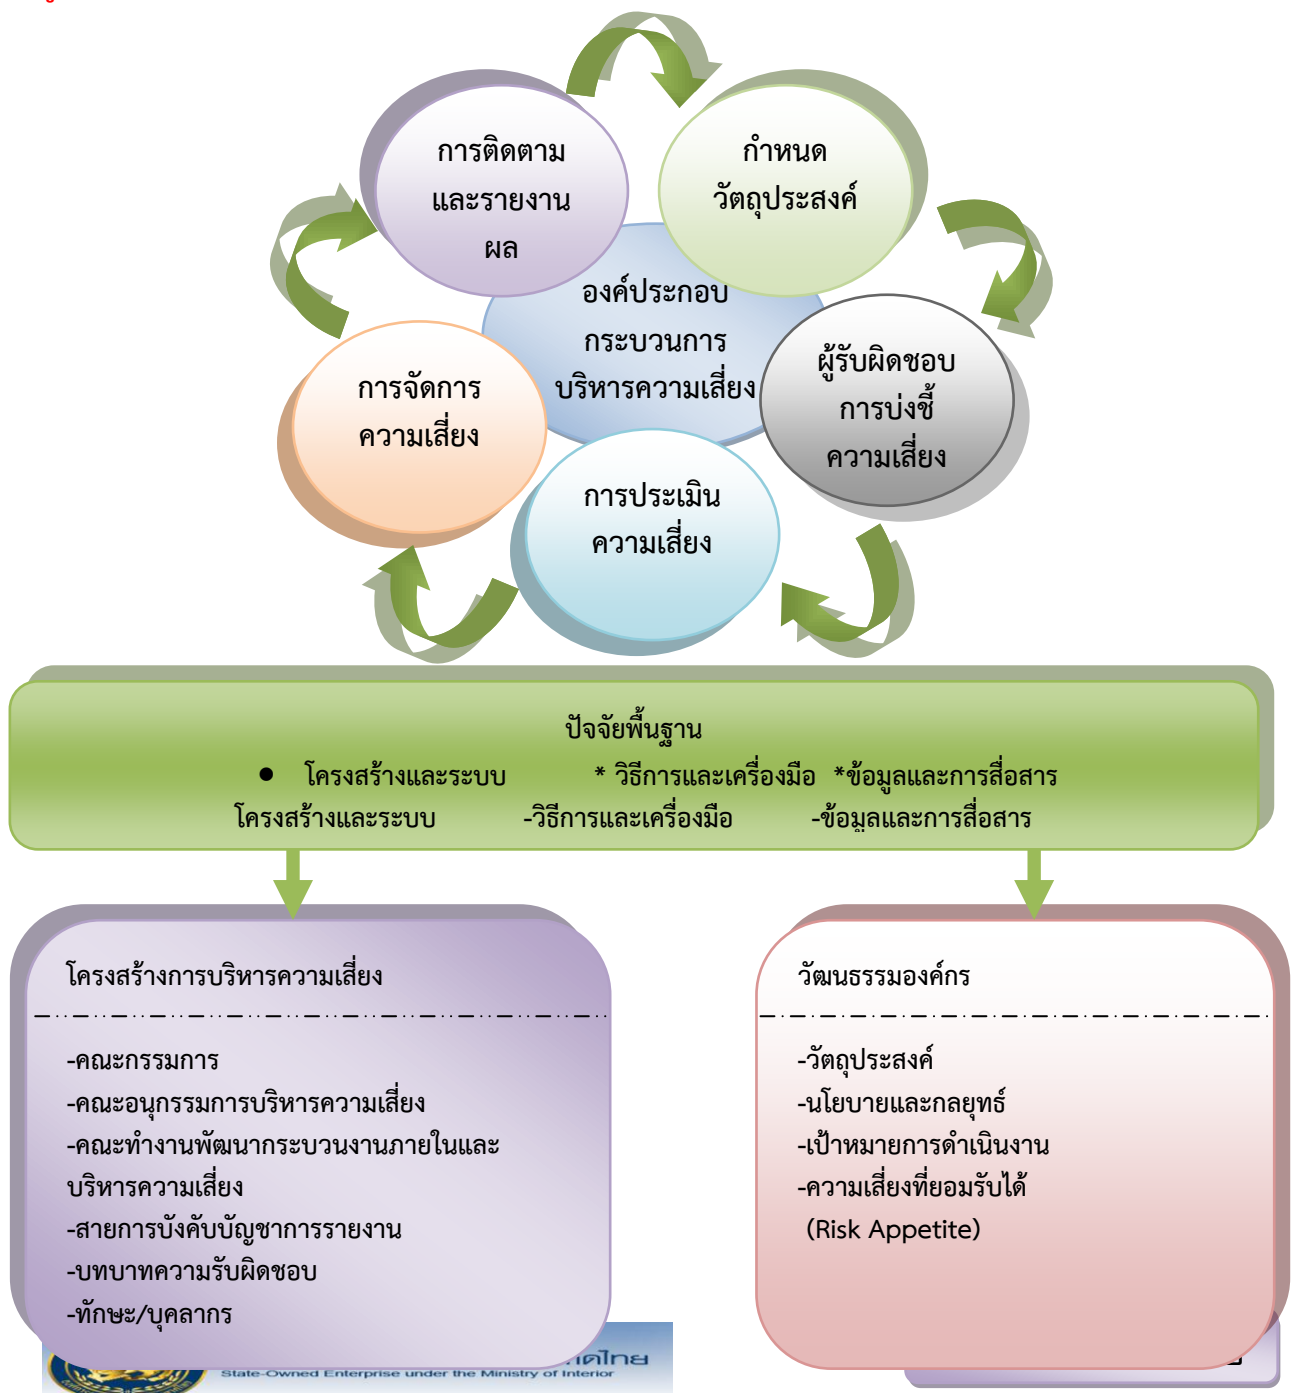 การติดตาม
และรายงาน
ผล
กำหนด
วัตถุประสงค์
องค์ประกอบ
กระบวนการ
บริหารความเสี่ยง
ผู้รับผิดชอบ
การบ่งชี้
ความเสี่ยง
การจัดการ
ความเสี่ยง
การประเมิน
ความเสี่ยง
ปัจจัยพื้นฐาน
● โครงสร้างและระบบ * วิธีการและเครื่องมือ *ข้อมูลและการสื่อสาร
โครงสร้างและระบบ -วิธีการและเครื่องมือ -ข้อมูลและการสื่อสาร
โครงสร้างการบริหารความเสี่ยง
-คณะกรรมการ
-คณะอนุกรรมการบริหารความเสี่ยง
-คณะทำงานพัฒนากระบวนงานภายในและ
บริหารความเสี่ยง
-สายการบังคับบัญชาการรายงาน
-บทบาทความรับผิดชอบ
-ทักษะ/บุคลากร
วัฒนธรรมองค์กร
-วัตถุประสงค์
-นโยบายและกลยุทธ์
-เป้าหมายการดำเนินงาน
-ความเสี่ยงที่ยอมรับได้
(Risk Appetite)
State-Owned Enterprise under the Ministry of Interior